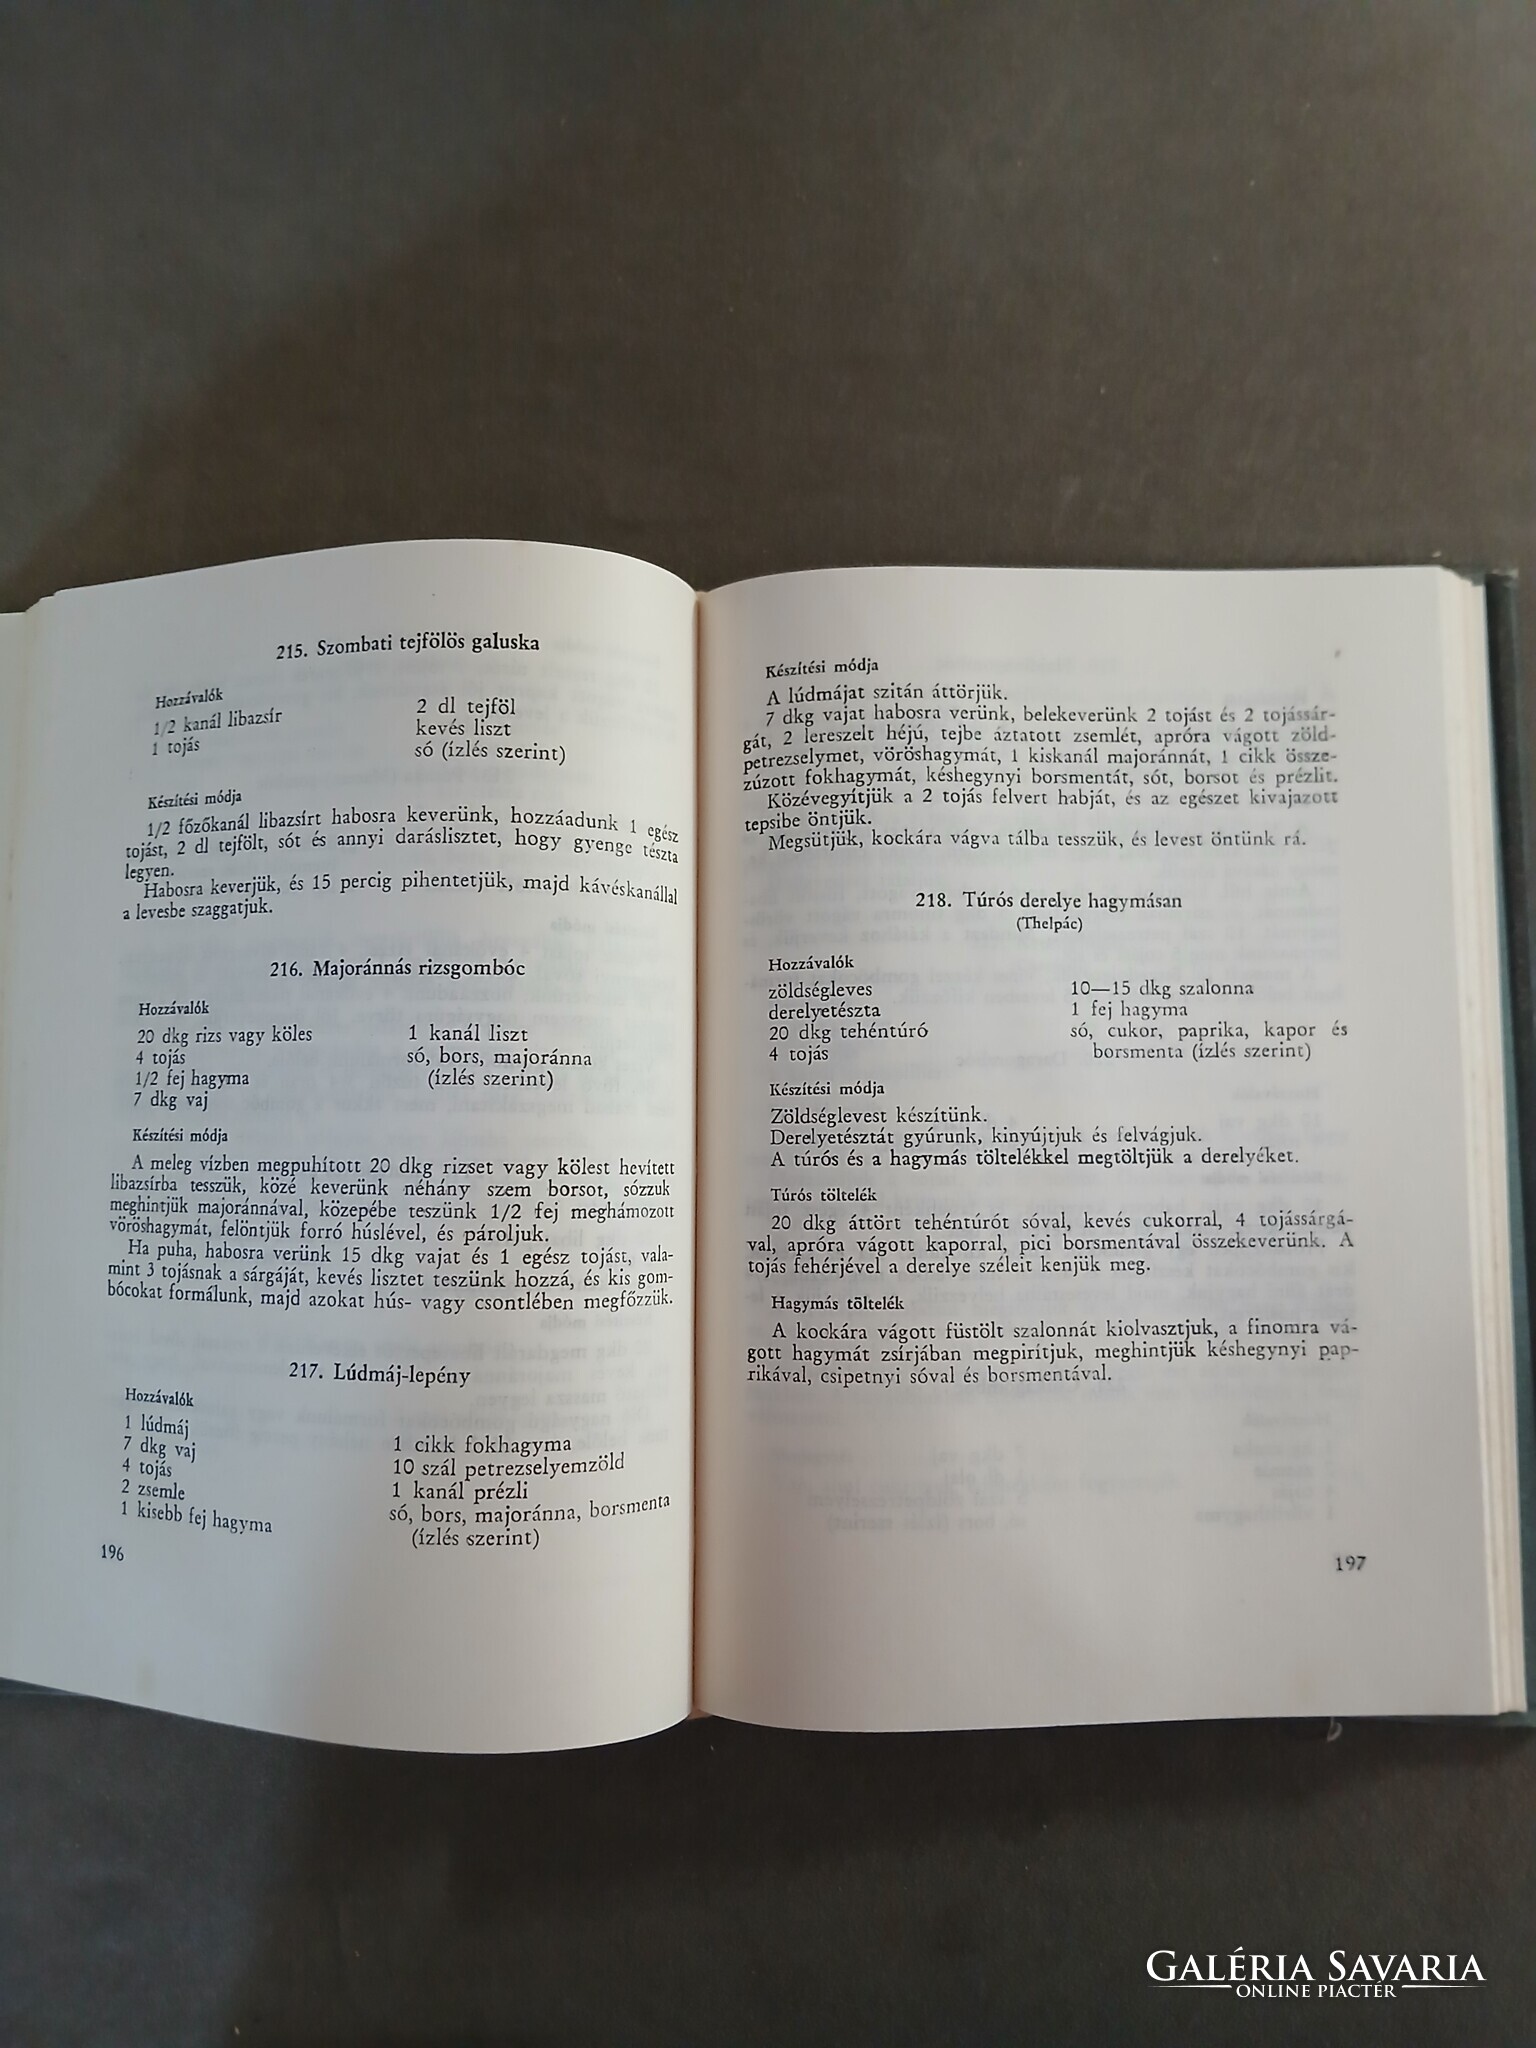 215. Szombati tejfölös galuska
Hozzávalók
1/2 kanál libazsír
1 tojás
2 dl tejföl
kevés liszt
só (ízlés szerint)
Készítési módja
1/2 főzőkanál libazsírt habosra keverünk, hozzáadunk 1 egész
tojást, 2 dl tejfölt, sót és annyi daráslisztet, hogy gyenge tészta
legyen.
Habosra keverjük, és 15 percig pihentetjük, majd kávéskanállal
a levesbe szaggatjuk.
216. Majoránnás rizsgombóc
Hozzávalók
20 dkg rizs vagy köles
4 tojás
1/2 fej hagyma
7 dkg vaj
1 kanál liszt
só, bors, majoránna
(ízlés szerint)
Készítési módja
A meleg vízben megpuhított 20 dkg rizset vagy kölest hevített
libazsírba tesszük, közé keverünk néhány szem borsot, sózzuk
meghintjük majoránnával, közepébe teszünk 1/2 fej meghámozott
vöröshagymát, felöntjük forró húslével, és pároljuk.
Ha puha, habosra verünk 15 dkg vajat és 1 egész tojást, vala-
mint 3 tojásnak a sárgáját, kevés lisztet teszünk hozzá, és kis gom-
bócokat formálunk, majd azokat hús- vagy csontlében megfőzzük.
217. Lúdmáj-lepény
Hozzávalók
1 lúdmáj
7 dkg vaj
4 tojás
2 zsemle
1 kisebb fej hagyma
1 cikk fokhagyma
10 szál petrezselyemzöld
1 kanál prézli
só, bors, majoránna, borsmenta
(ízlés szerint)
196
Készítési módja
A lúdmájat szitán áttörjük.
7 dkg vajat habosra verünk, belekeverünk 2 tojást és 2 tojássár-
gát, 2 lereszelt héjú, tejbe áztatott zsemlét, apróra vágott zöld-
petrezselymet, vöröshagymát, 1 kiskanál majoránnát, 1 cikk össze-
zúzott fokhagymát, késhegynyi borsmentát, sót, borsot és prézlit.
Közévegyítjük a 2 tojás felvert habját, és az egészet kivajazott
tepsibe öntjük.
Megsütjük, kockára vágva tálba tesszük, és levest öntünk rá.
218. Túrós derelye hagymásan
(Thelpác)
Hozzávalók
zöldségleves
derelyetészta
20 dkg tehéntúró
4 tojás
10—15 dkg szalonna
1 fej hagyma
só, cukor, paprika, kapor és
borsmenta (ízlés szerint)
Készítési módja
Zöldséglevest készítünk.
Derelyetésztát gyúrunk, kinyújtjuk és felvágjuk.
A túrós és a hagymás töltelékkel megtöltjük a derelyéket.
Túrós töltelék
20 dkg áttört tehéntúrót sóval, kevés cukorral, 4 tojássárgá-
val, apróra vágott kaporral, pici borsmentával összekeverünk. A
tojás fehérjével a derelye széleit kenjük meg.
Hagymás töltelék
A kockára vágott füstölt szalonnát kiolvasztjuk, a finomra vá-
gott hagymát zsírjában megpirítjuk, meghintjük késhegynyi pap-
rikával, csipetnyi sóval és borsmentával.
197
GALÉRIA SAVARIA
ONLINE PIACTÉR